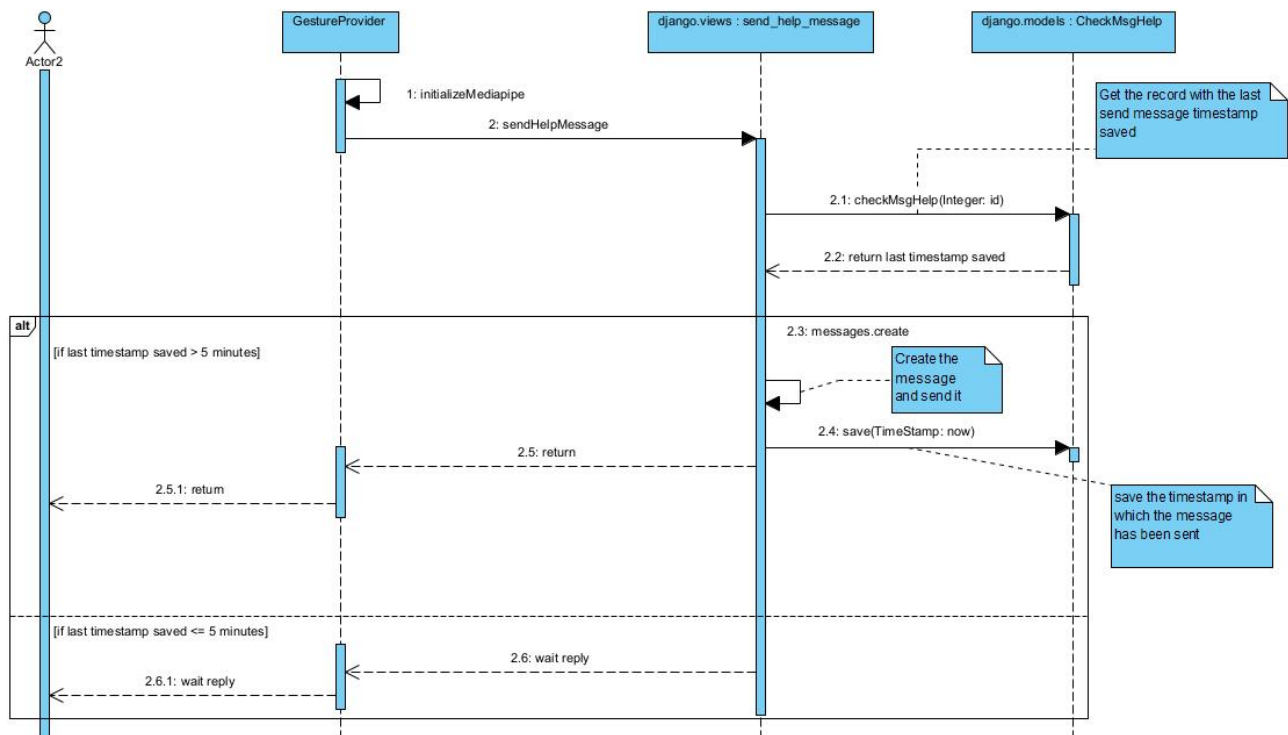 GestureProvider
django.views : send_help_message
django.models : CheckMsgHelp
Actor2
1: initializeMediapipe
2: sendHelpMessage
Get the record with the last
send message timestamp
saved
2.1: checkMsgHelp(Integer: id)
2.2: return last timestamp saved
alt
2.3: messages.create
[if last timestamp saved > 5 minutes]
Create the
message
and send it
2.4: save(TimeStamp: now)
2.5: return
2.5.1: return
save the timestamp in
which the message
has been sent
[if last timestamp saved <= 5 minutes]
2.6: wait reply
2.6.1: wait reply